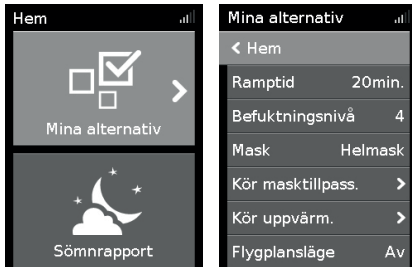 Hem
Mina alternativ
Sömnrapport
Mina alternativ
Hem
Ramptid 20min.
Befuktningsnivå 4
Mask Helmask
Kör masktillpass.
Kör uppvärm.
Flygplansläge Av